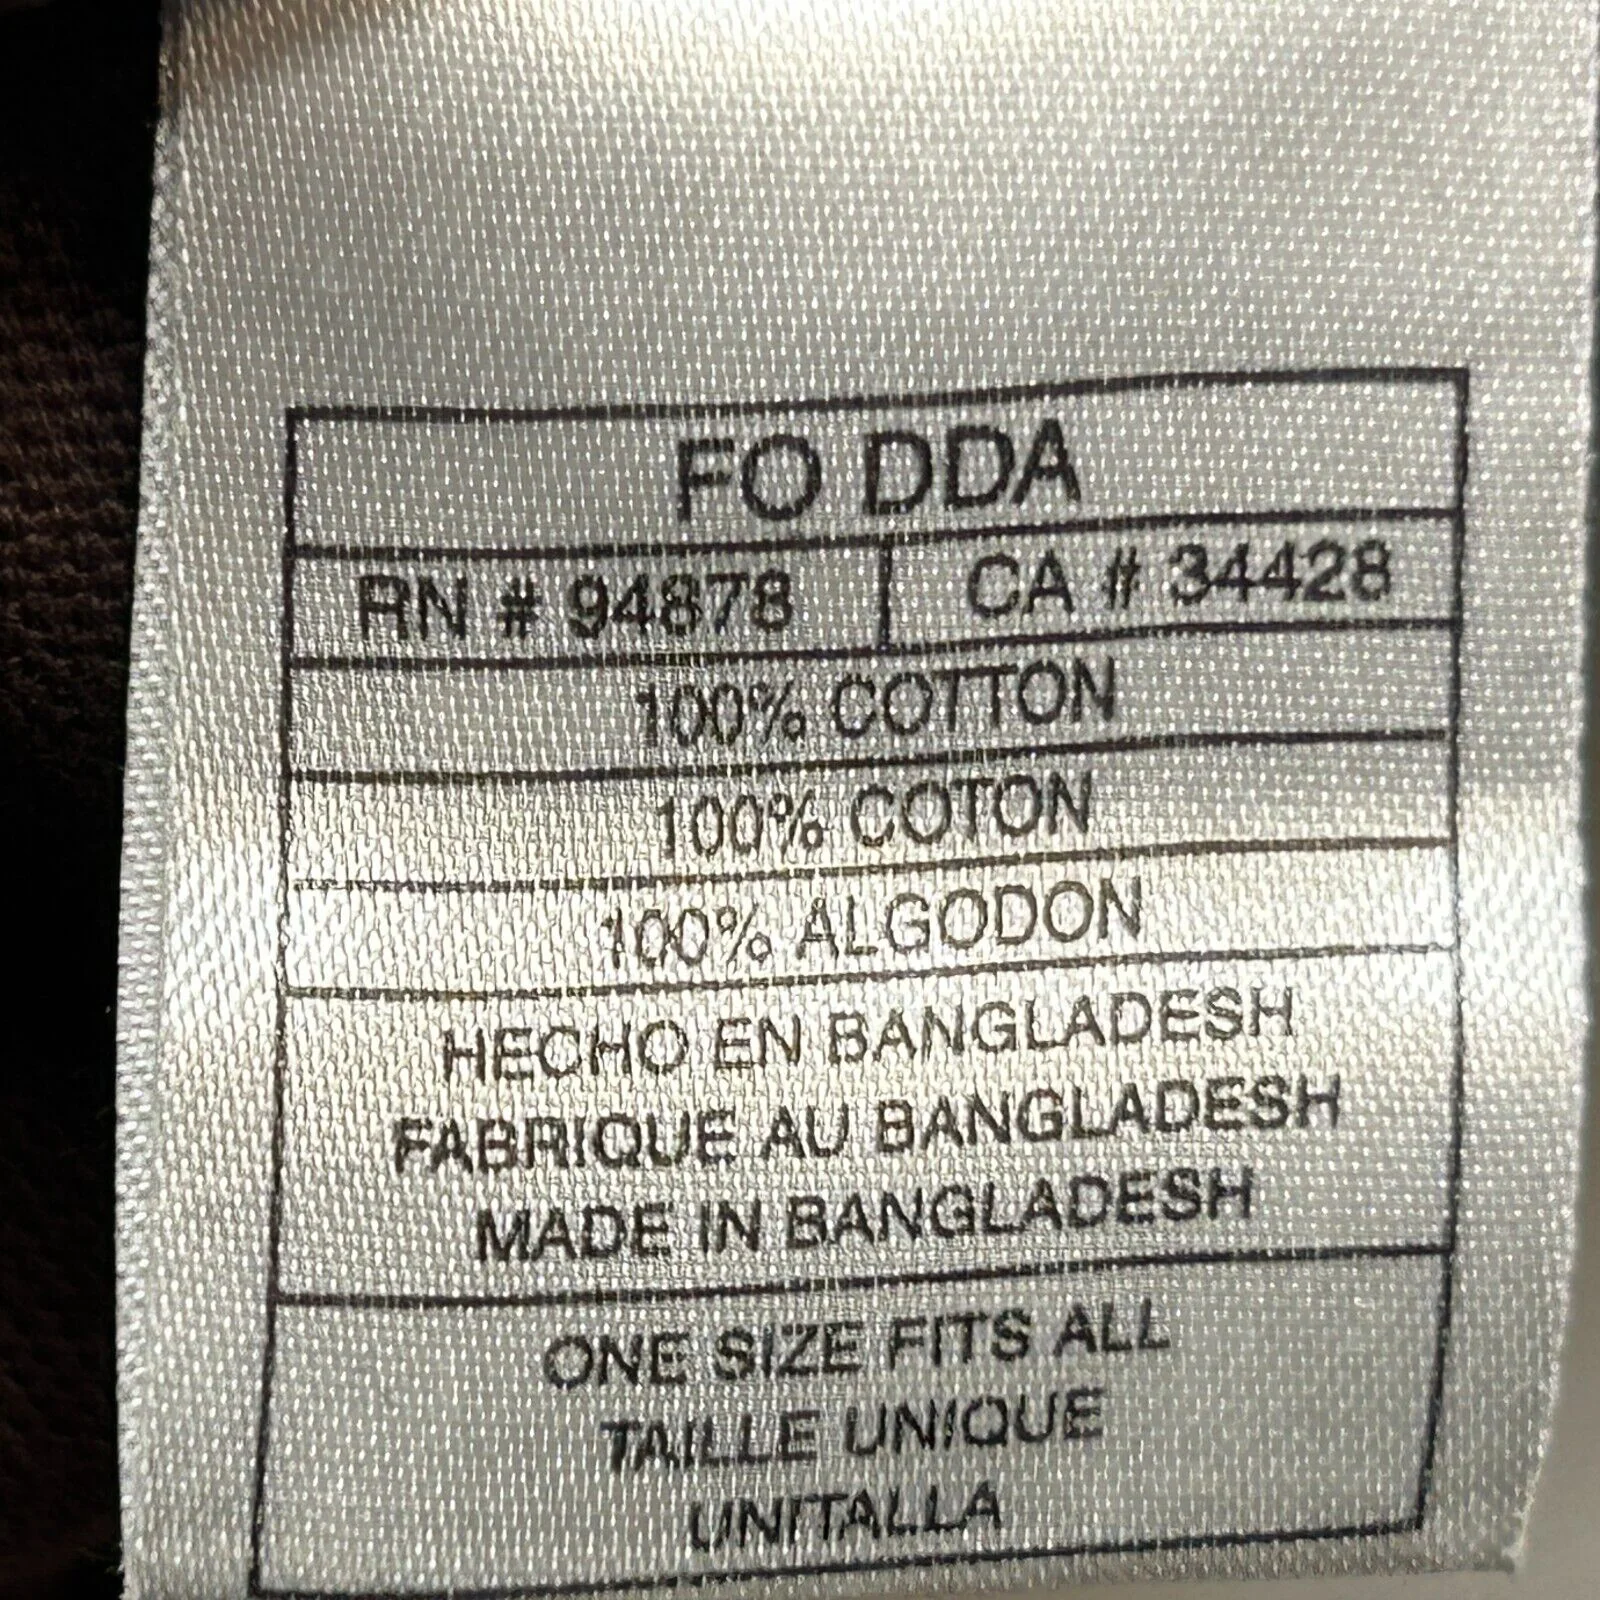 FO DDA
RN # 94878 CA # 34428
100% COTTON
100% COTON
100% ALGODON
HECHO EN BANGLADESH
FABRIQUE AU BANGLADESH
MADE IN BANGLADESH
ONE SIZE FITS ALL
TAILLE UNIQUE
UNITALLA